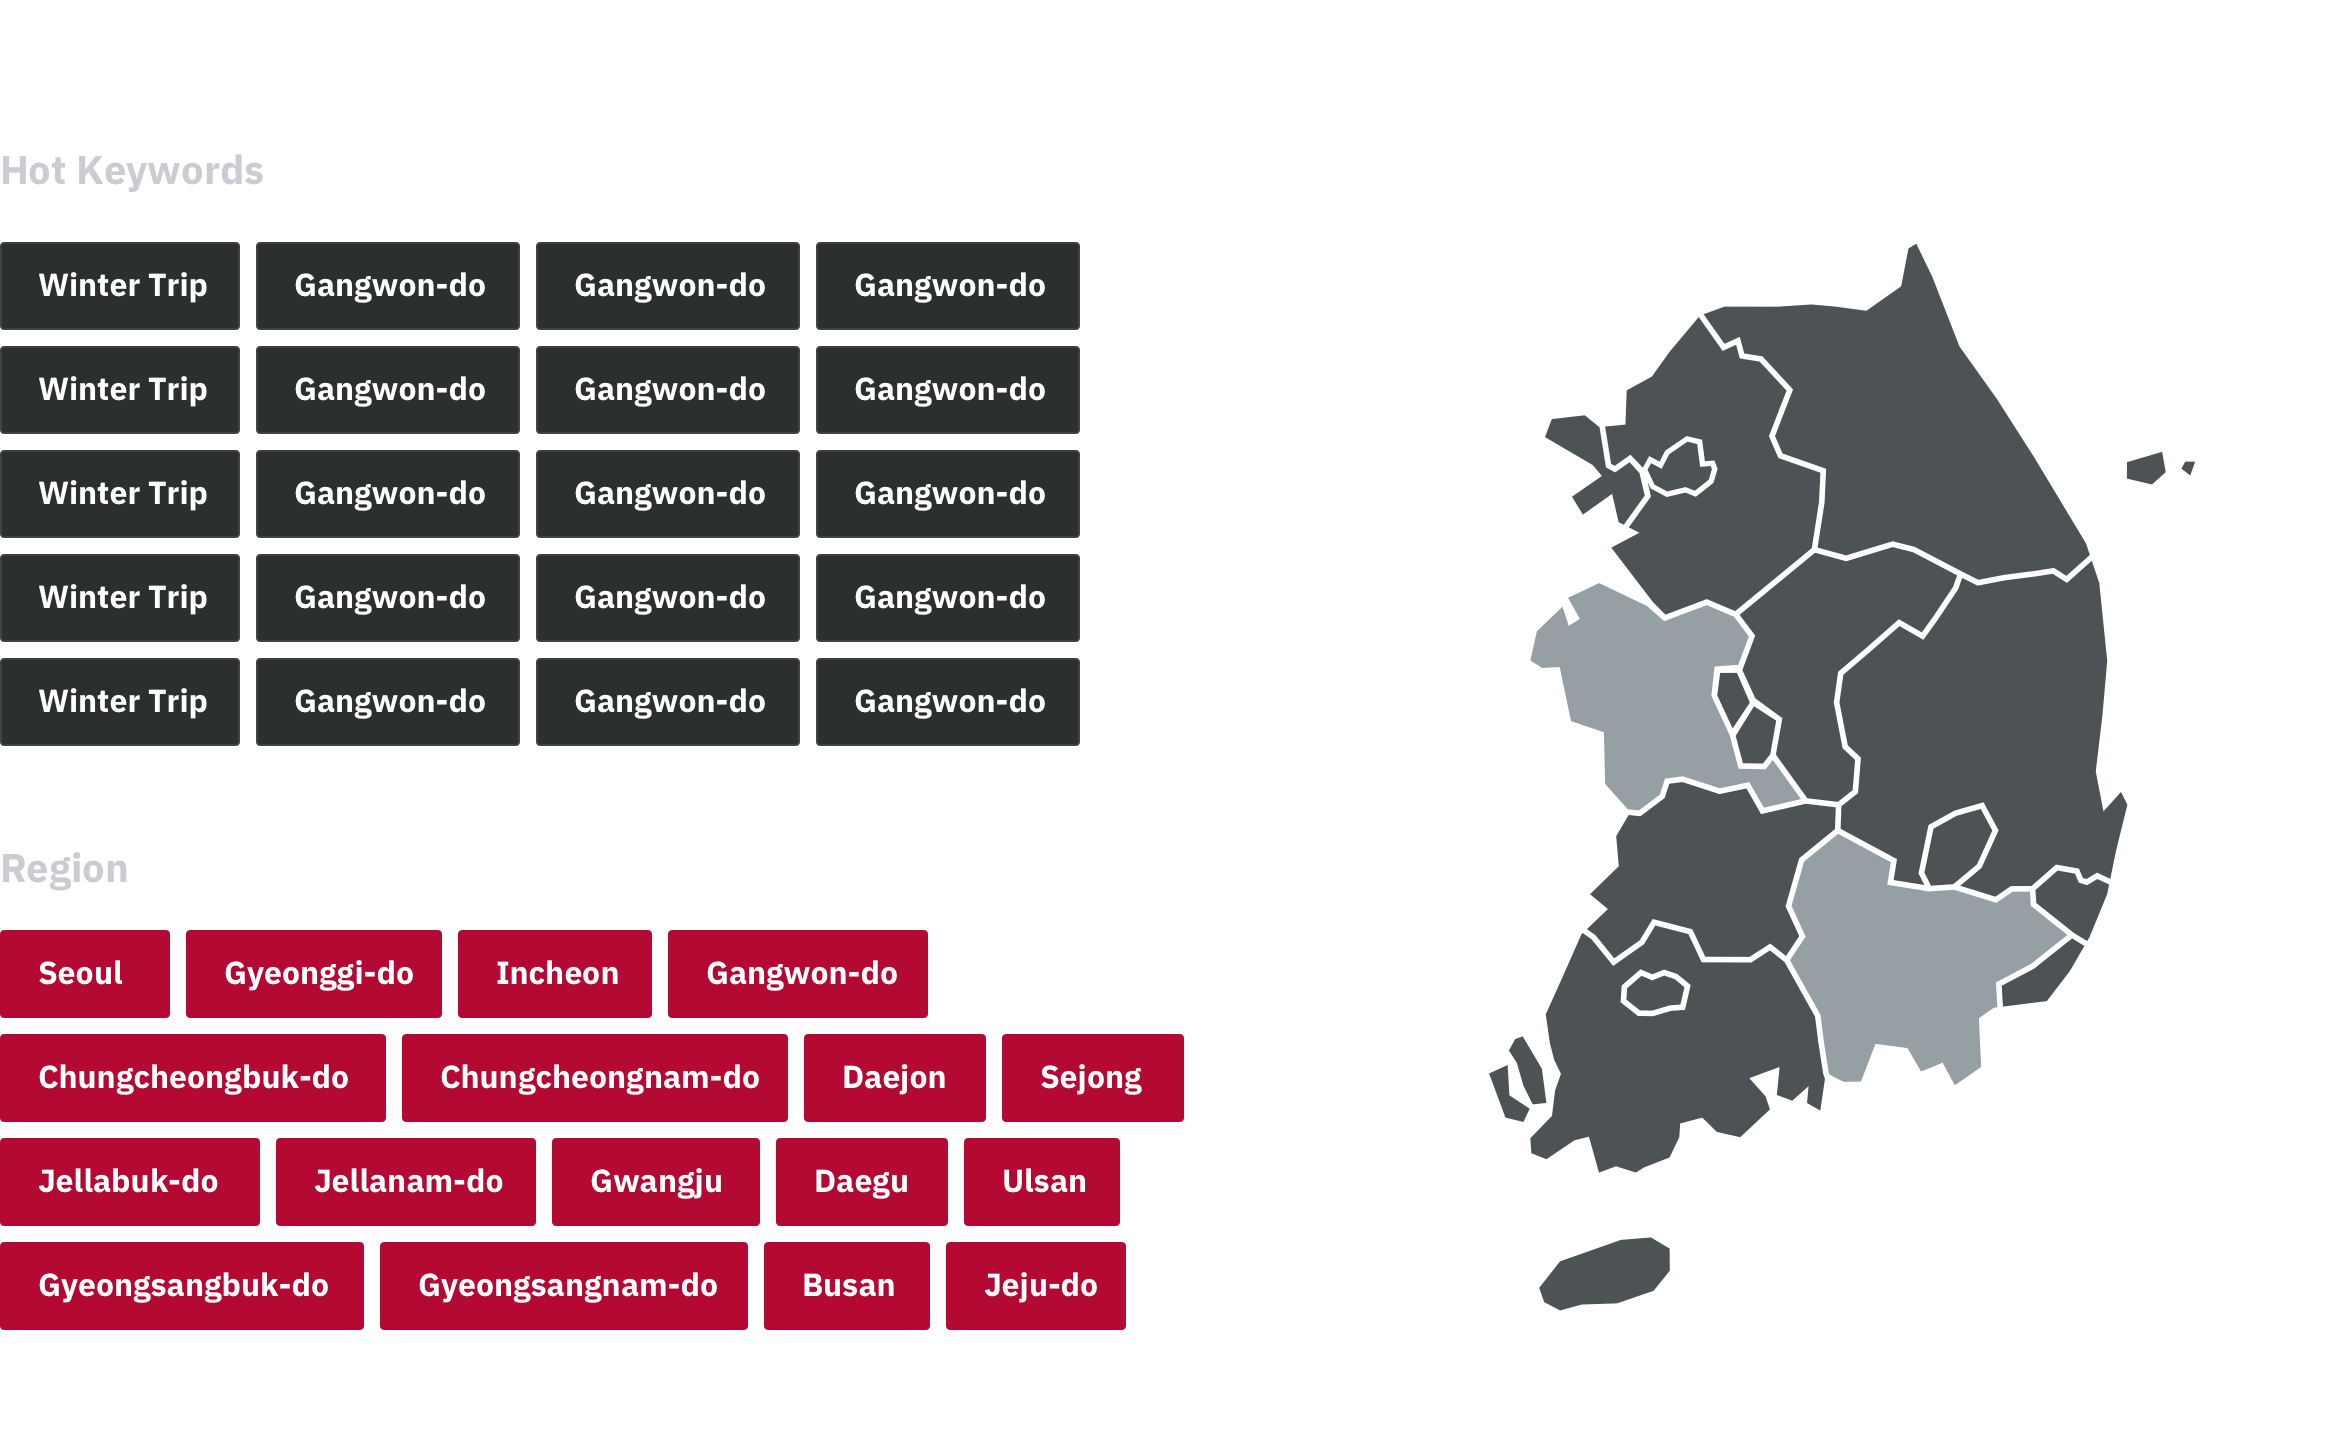 Hot Keywords
Winter Trip Gangwon-do Gangwon-do Gangwon-do
Winter Trip Gangwon-do Gangwon-do Gangwon-do
Winter Trip Gangwon-do Gangwon-do Gangwon-do
Winter Trip Gangwon-do Gangwon-do Gangwon-do
Winter Trip Gangwon-do Gangwon-do Gangwon-do
Region
Seoul Gyeonggi-do Incheon Gangwon-do
Chungcheongbuk-do Chungcheongnam-do Daejon Sejong
Jellabuk-do Jellanam-do Gwangju Daegu Ulsan
Gyeongsangbuk-do Gyeongsangnam-do Busan Jeju-do